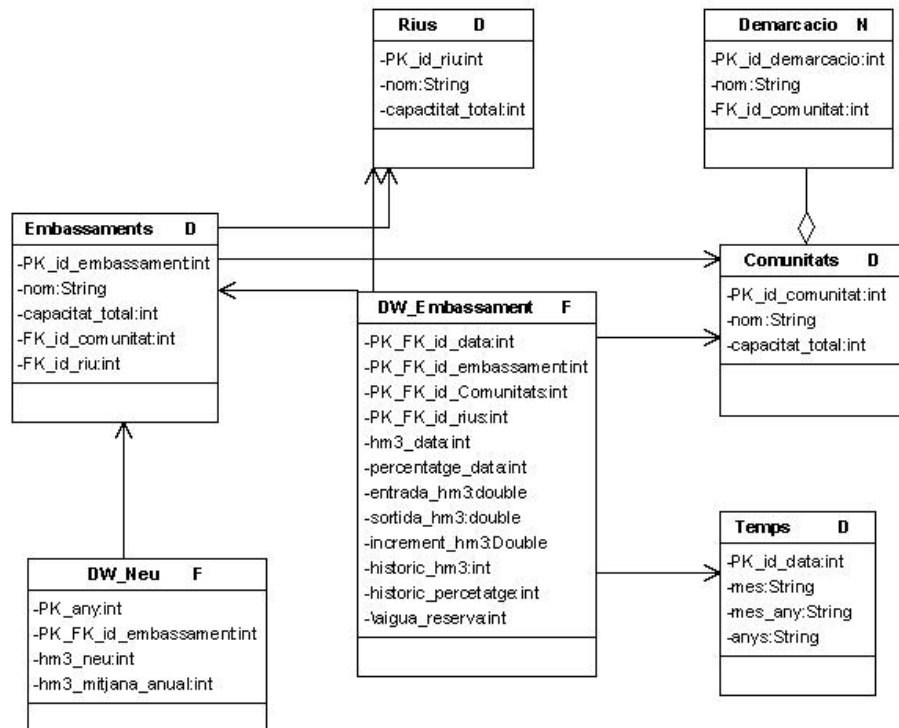 Rius D
-PK_id_riu:int
-nom:String
-capactitat_total:int
Demarcacio N
-PK_id_demarcacio:int
-nom:String
-FK_id_comunitat:int
Embassaments D
-PK_id_embassament:int
-nom:String
-capacitat_total:int
-FK_id_comunitat:int
-FK_id_riu:int
Comunitats D
-PK_id_comunitat:int
-nom:String
-capacitat_total:int
DW_Embassament F
-PK_FK_id_data:int
-PK_FK_id_embassament:int
-PK_FK_id_Comunitats:int
-PK_FK_id_rius:int
-hm3_data:int
-percentatge_data:int
-entrada_hm3:double
-sortida_hm3:double
-increment_hm3:Double
-historic_hm3:int
-historic_percetatge:int
-\aigua_reserva:int
Temps D
-PK_id_data:int
-mes:String
-mes_any:String
-anys:String
DW_Neu F
-PK_any:int
-PK_FK_id_embassament:int
-hm3_neu:int
-hm3_mitjana_anual:int